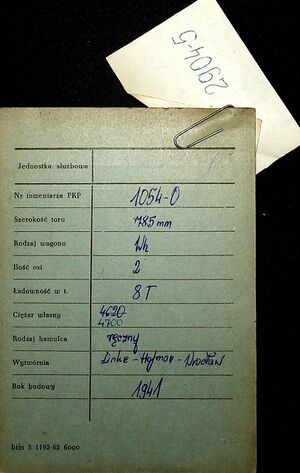 2904-5
Jednostka służbowa
Nr inwentarza PKP 1054-0
Szerokość toru 785 mm
Rodzaj wagonu Wh
Ilość osi 2
Ładowność w t. 8 T
Ciężar własny 4620
4700
Rodzaj hamulca ręczny
Wytwórnia Linke-Hofman-Wrocław
Rok budowy 1941
btm 3 1192-62 6000